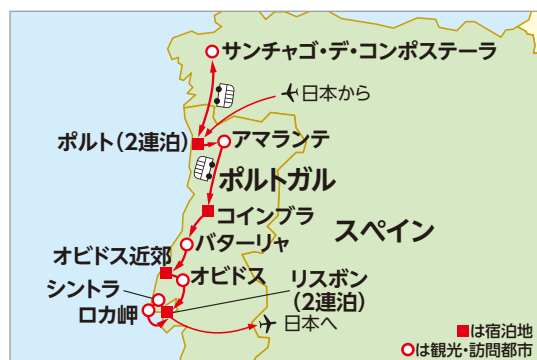 サンチャゴ・デ・コンポステーラ
日本から
ポルト(2連泊)
アマランテ
ポルトガル
コインブラ
スペイン
バターリャ
オビドス近郊
オビドス
シントラ
リスボン
(2連泊)
ロカ岬
日本へ
■は宿泊地
○は観光・訪問都市